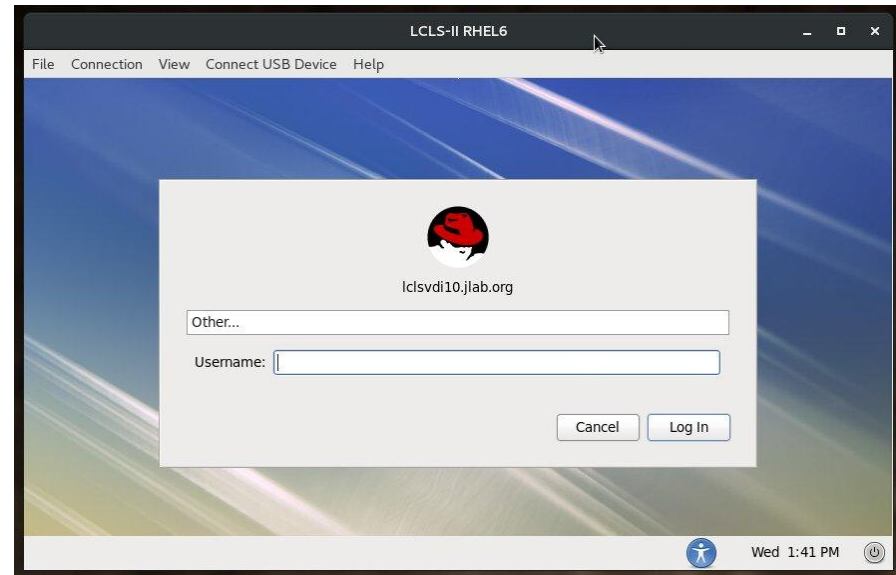 LCLS-II RHEL6
File Connection View Connect USB Device Help
lclsvdi10.jlab.org
Other...
Username:
Cancel Log In
Wed 1:41 PM